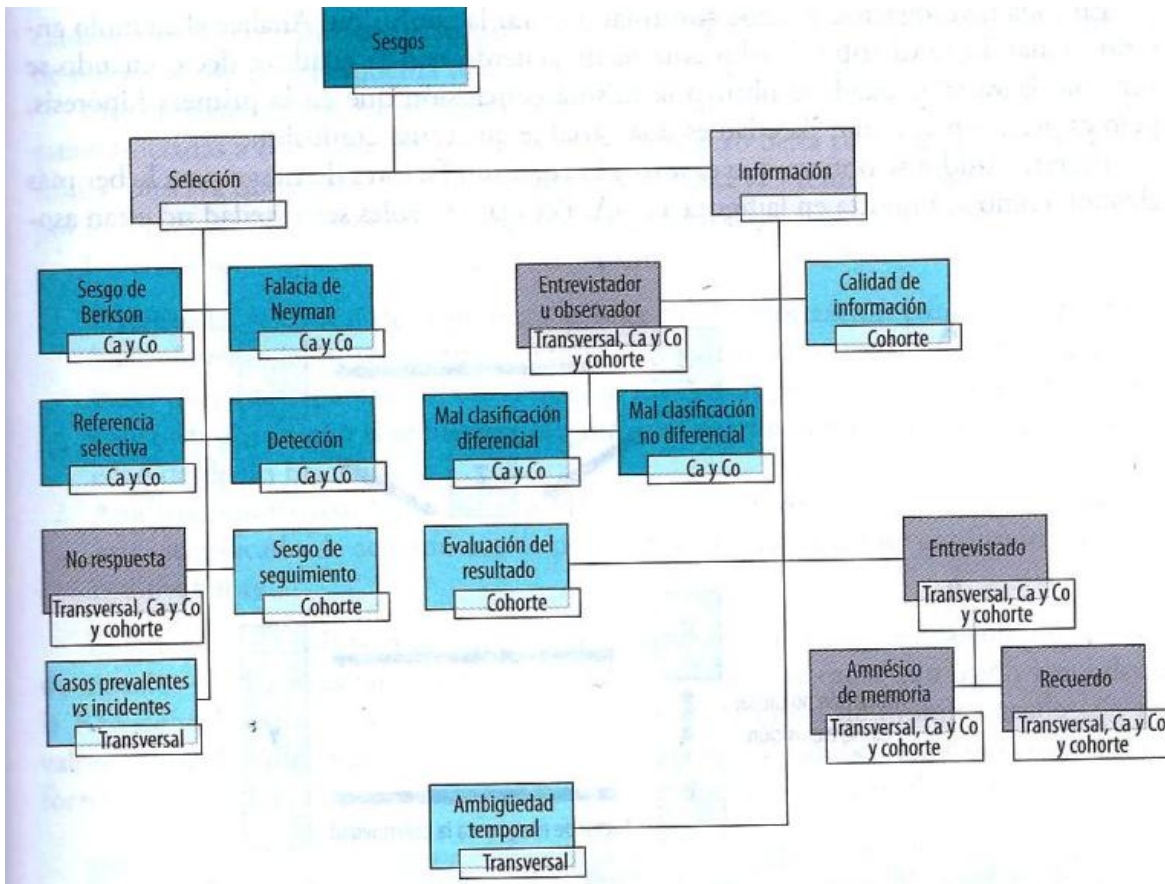 Sesgos
Selección
Información
Sesgo de
Berkson
Ca y Co
Falacia de
Neyman
Ca y Co
Entrevistador
u observador
Transversal, Ca y Co
y cohorte
Calidad de
información
Cohorte
Referencia
selectiva
Ca y Co
Detección
Ca y Co
Mal clasificación
diferencial
Ca y Co
Mal clasificación
no diferencial
Ca y Co
No respuesta
Transversal, Ca y Co
y cohorte
Sesgo de
seguimiento
Cohorte
Evaluación del
resultado
Cohorte
Entrevistado
Transversal, Ca y Co
y cohorte
Casos prevalentes
vs incidentes
Transversal
Amnésico
de memoria
Transversal, Ca y Co
y cohorte
Recuerdo
Transversal, Ca y Co
y cohorte
Ambigüedad
temporal
Transversal